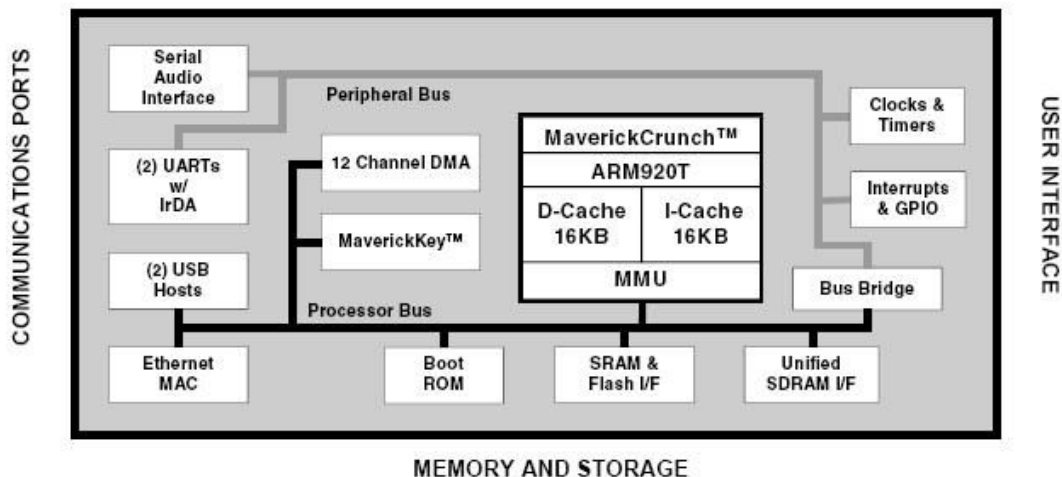 COMMUNICATIONS PORTS
Serial
Audio
Interface
Peripheral Bus
(2) UARTs
w/
IrDA
12 Channel DMA
MaverickKey™
(2) USB
Hosts
Processor Bus
MaverickCrunch™
ARM920T
D-Cache
16KB
I-Cache
16KB
MMU
Clocks &
Timers
Interrupts
& GPIO
Bus Bridge
Ethernet
MAC
Boot
ROM
SRAM &
Flash I/F
Unified
SDRAM I/F
USER INTERFACE
MEMORY AND STORAGE